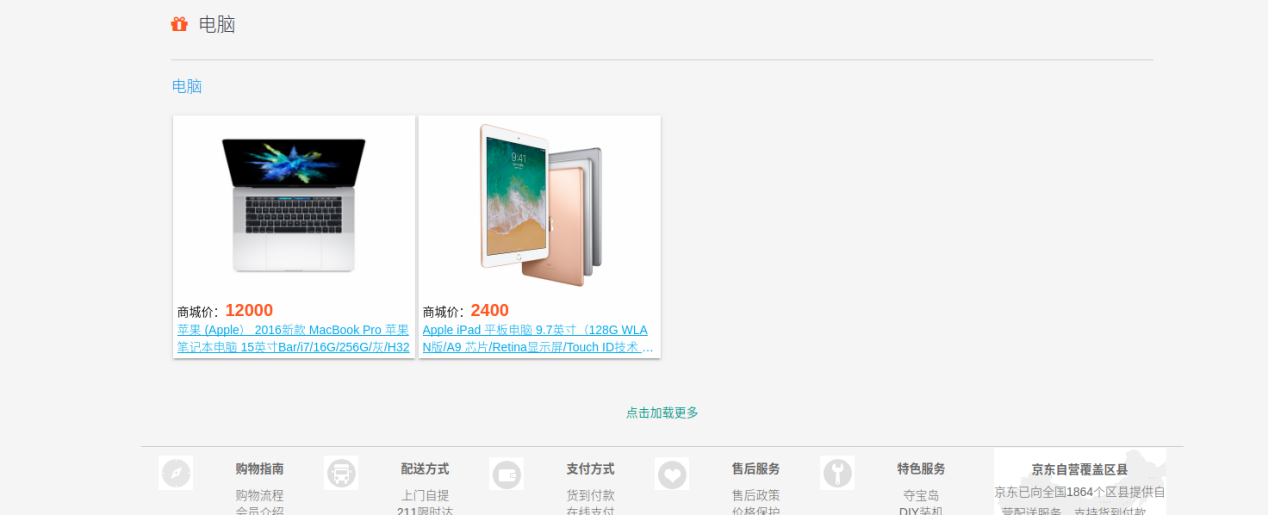 电脑
电脑
商城价：12000
苹果 (Apple） 2016新款 MacBook Pro 苹果
笔记本电脑 15英寸Bar/i7/16G/256G/灰/H32
商城价：2400
Apple iPad 平板电脑 9.7英寸（128G WLA
N版/A9 芯片/Retina显示屏/Touch ID技术 …
点击加载更多
购物指南
购物流程
会员介绍
配送方式
上门自提
211限时达
支付方式
货到付款
在线支付
售后服务
售后政策
价格保护
特色服务
夺宝岛
DIY装机
京东自营覆盖区县
京东已向全国1864个区县提供自
营配送服务，支持货到付款、